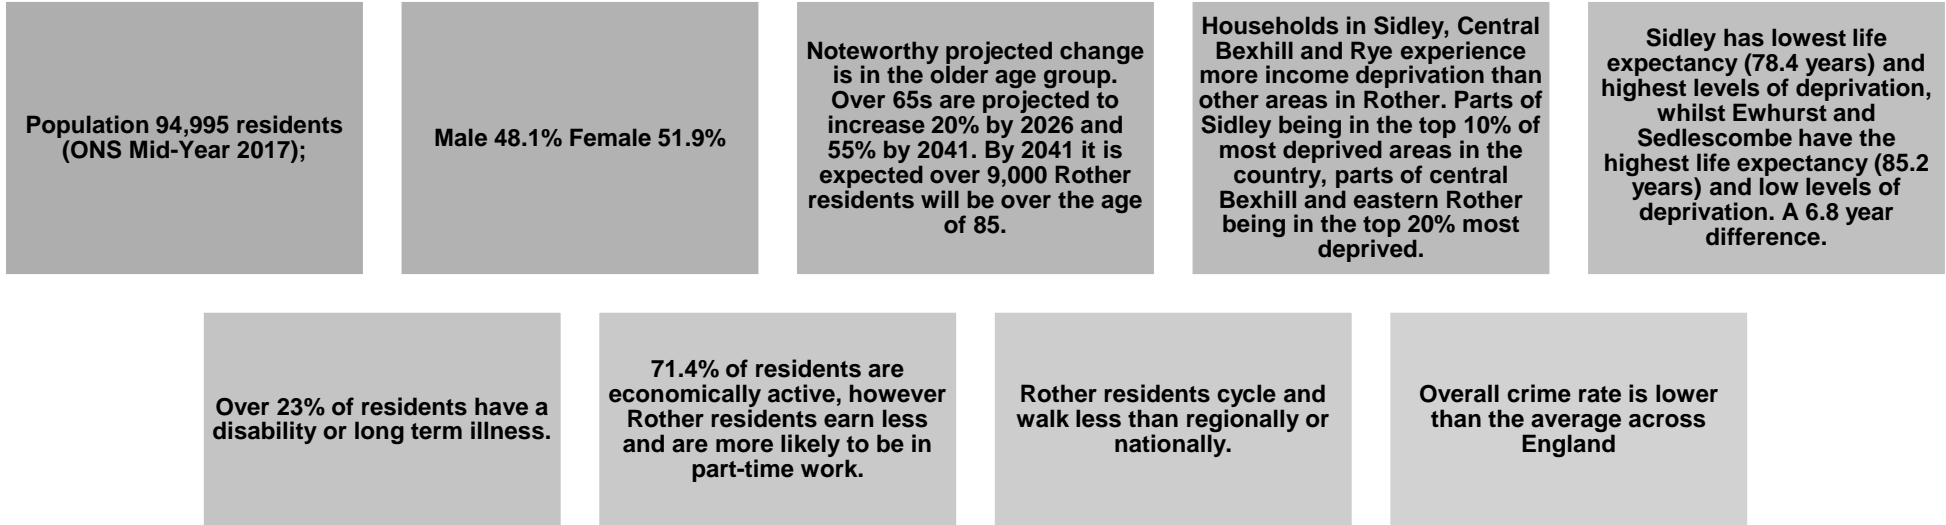 Population 94,995 residents
(ONS Mid-Year 2017);
Male 48.1% Female 51.9%
Noteworthy projected change
is in the older age group.
Over 65s are projected to
increase 20% by 2026 and
55% by 2041. By 2041 it is
expected over 9,000 Rother
residents will be over the age
of 85.
Households in Sidley, Central
Bexhill and Rye experience
more income deprivation than
other areas in Rother. Parts of
Sidley being in the top 10% of
most deprived areas in the
country, parts of central
Bexhill and eastern Rother
being in the top 20% most
deprived.
Sidley has lowest life
expectancy (78.4 years) and
highest levels of deprivation,
whilst Ewhurst and
Sedlescombe have the
highest life expectancy (85.2
years) and low levels of
deprivation. A 6.8 year
difference.
Over 23% of residents have a
disability or long term illness.
71.4% of residents are
economically active, however
Rother residents earn less
and are more likely to be in
part-time work.
Rother residents cycle and
walk less than regionally or
nationally.
Overall crime rate is lower
than the average across
England